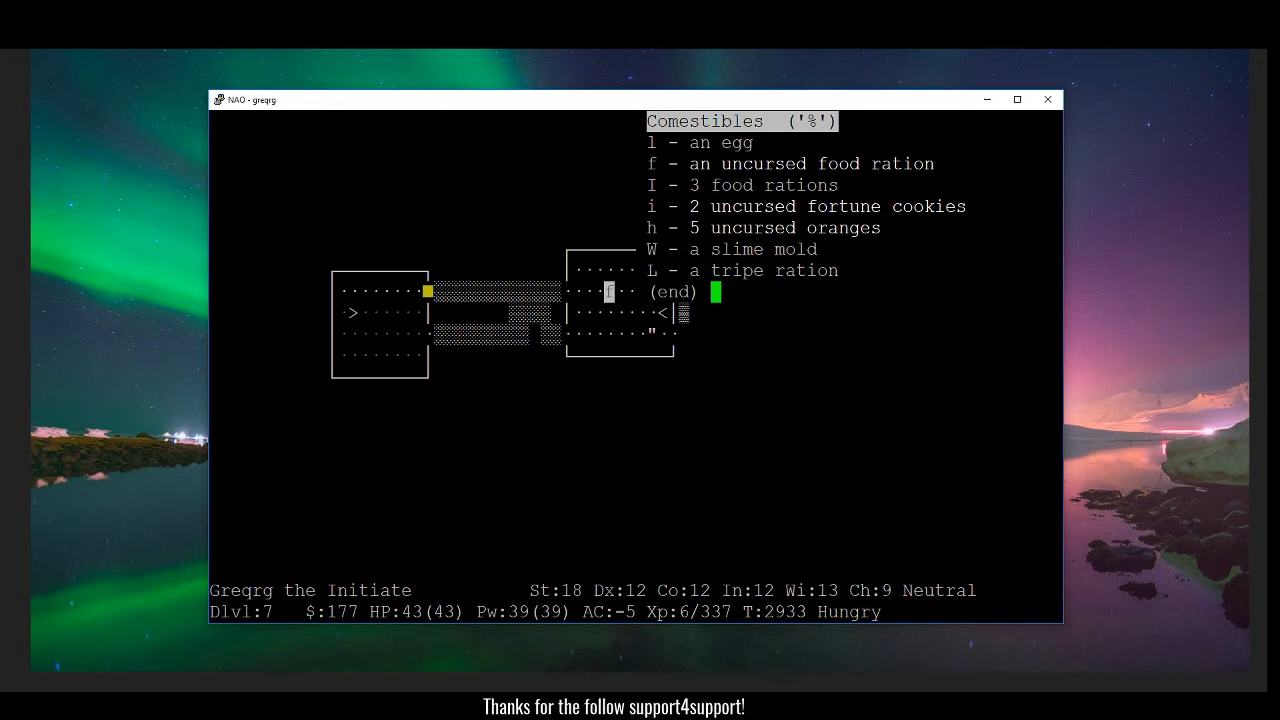 NAO - greqrg
Comestibles ('%')
l - an egg
f - an uncursed food ration
I - 3 food rations
i - 2 uncursed fortune cookies
h - 5 uncursed oranges
W - a slime mold
L - a tripe ration
(end)
f
>
<
"
Greqrg the Initiate St:18 Dx:12 Co:12 In:12 Wi:13 Ch:9 Neutral
Dlvl:7 $:177 HP:43(43) Pw:39(39) AC:-5 Xp:6/337 T:2933 Hungry
Thanks for the follow support4support!